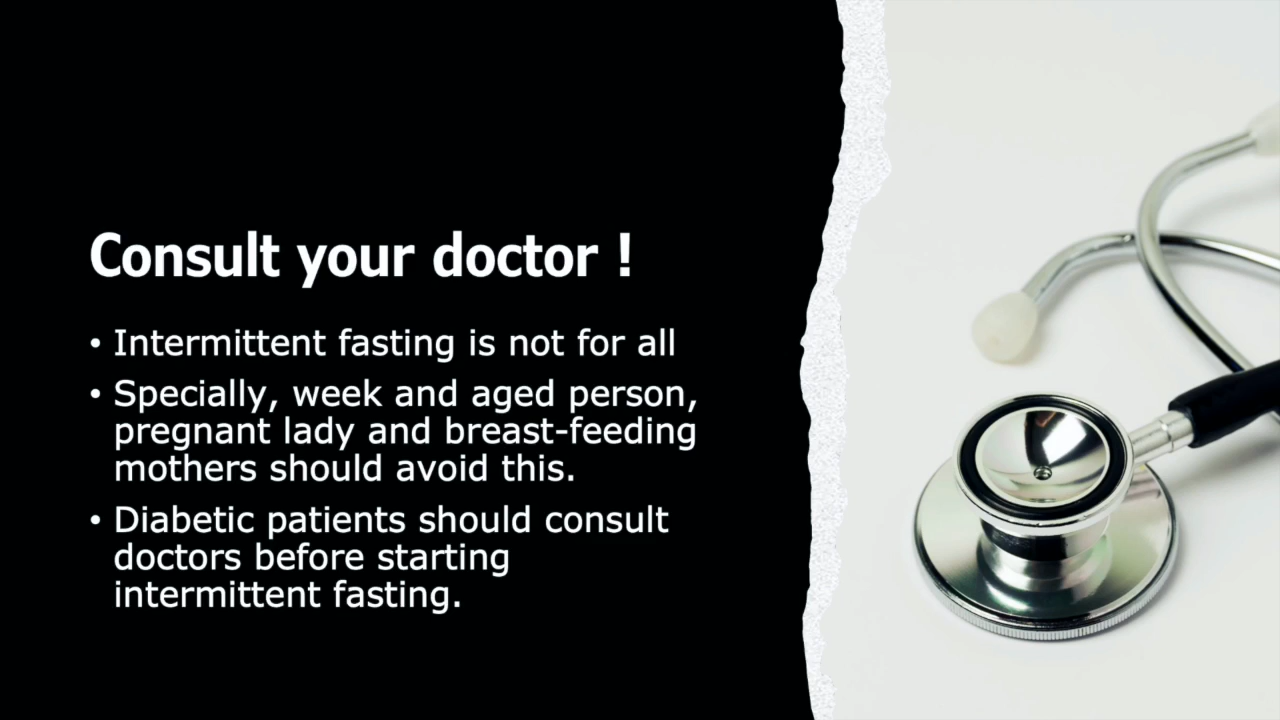 Consult your doctor !
• Intermittent fasting is not for all
• Specially, week and aged person,
pregnant lady and breast-feeding
mothers should avoid this.
• Diabetic patients should consult
doctors before starting
intermittent fasting.